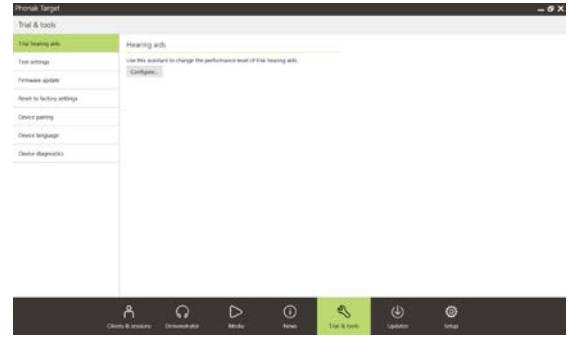 Phonak Target
Trial & tools
Trial hearing aids
Hearing aids
Use this assistant to change the performance level of trial hearing aids.
Configure...
Test settings
Firmware update
Reset to factory settings
Device pairing
Device language
Device diagnostics
Clients & sessions
Demonstrator
Media
News
Trial & tools
Updates
Setup